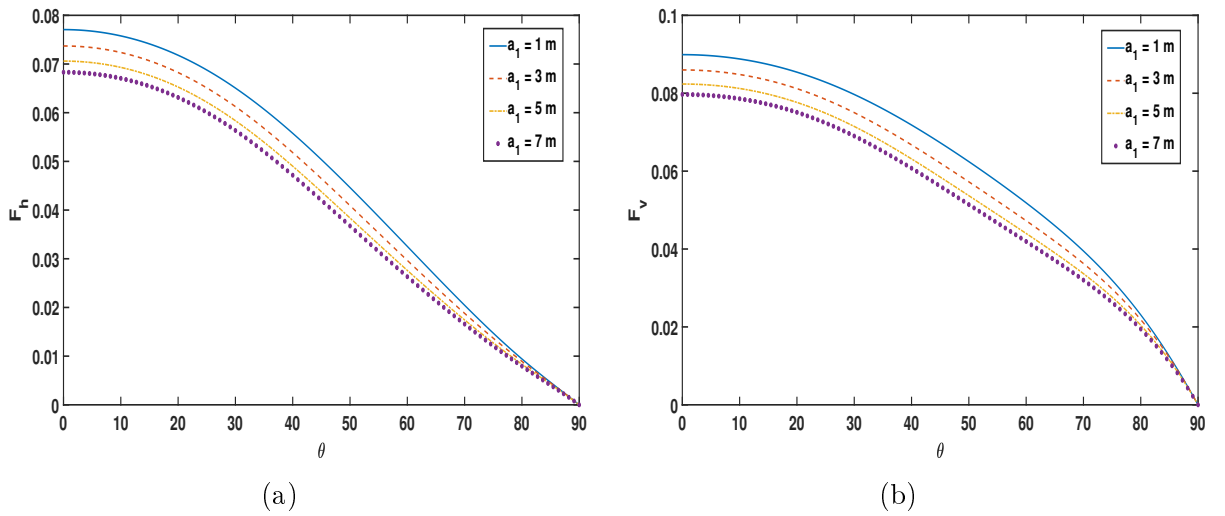 0.08
0.07
0.06
0.05
0.04
0.03
0.02
0.01
0
F_h
0 10 20 30 40 50 60 70 80 90
θ
a_1 = 1 m
a_1 = 3 m
a_1 = 5 m
a_1 = 7 m
(a)
0.1
0.08
0.06
0.04
0.02
0
F_v
0 10 20 30 40 50 60 70 80 90
θ
a_1 = 1 m
a_1 = 3 m
a_1 = 5 m
a_1 = 7 m
(b)